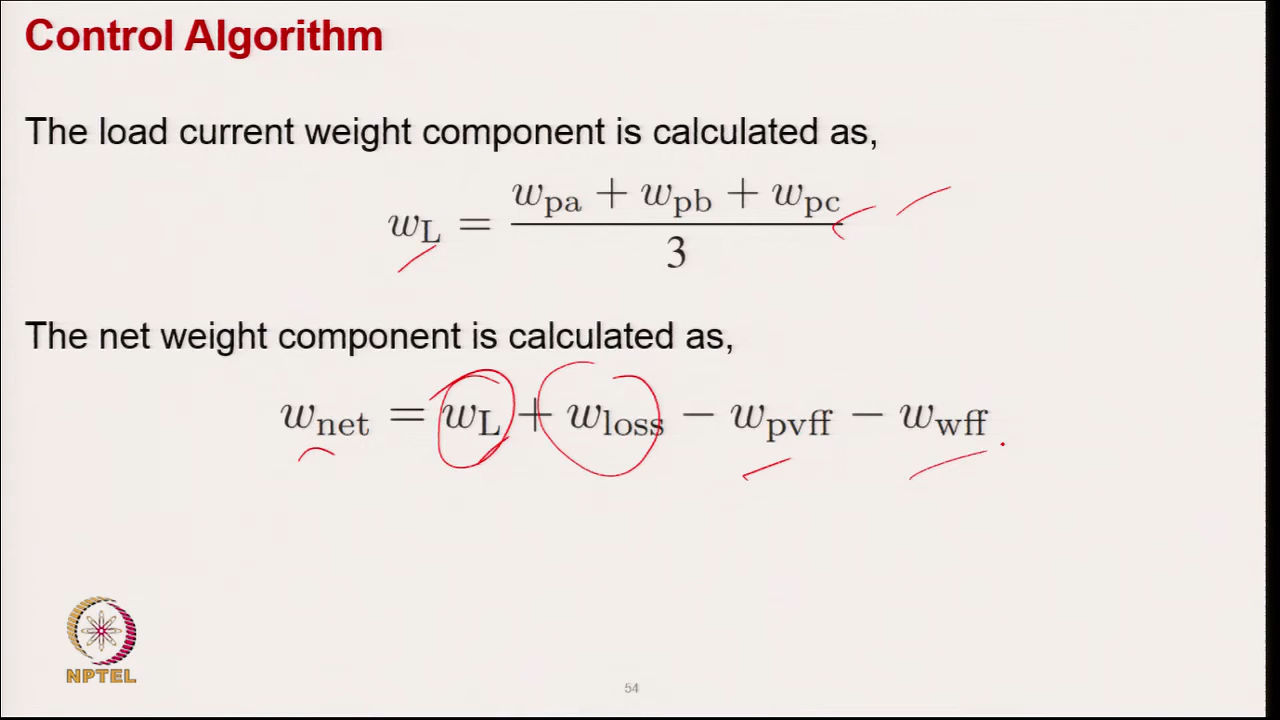 Control Algorithm
The load current weight component is calculated as,
w_L = (w_pa + w_pb + w_pc) / 3
The net weight component is calculated as,
w_net = w_L + w_loss − w_pvff − w_wff
NPTEL
54